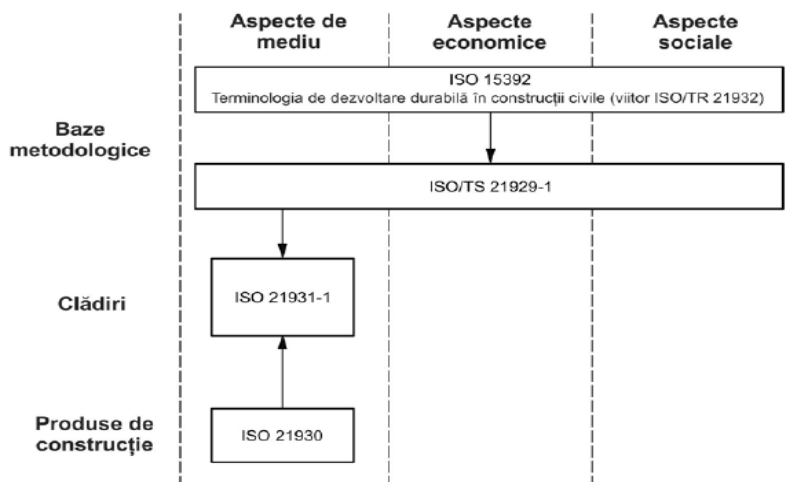 Aspecte de
mediu
Aspecte
economice
Aspecte
sociale
ISO 15392
Terminologia de dezvoltare durabilă în construcții civile (viitor ISO/TR 21932)
Baze
metodologice
ISO/TS 21929-1
Clădiri
ISO 21931-1
Produse de
construcție
ISO 21930